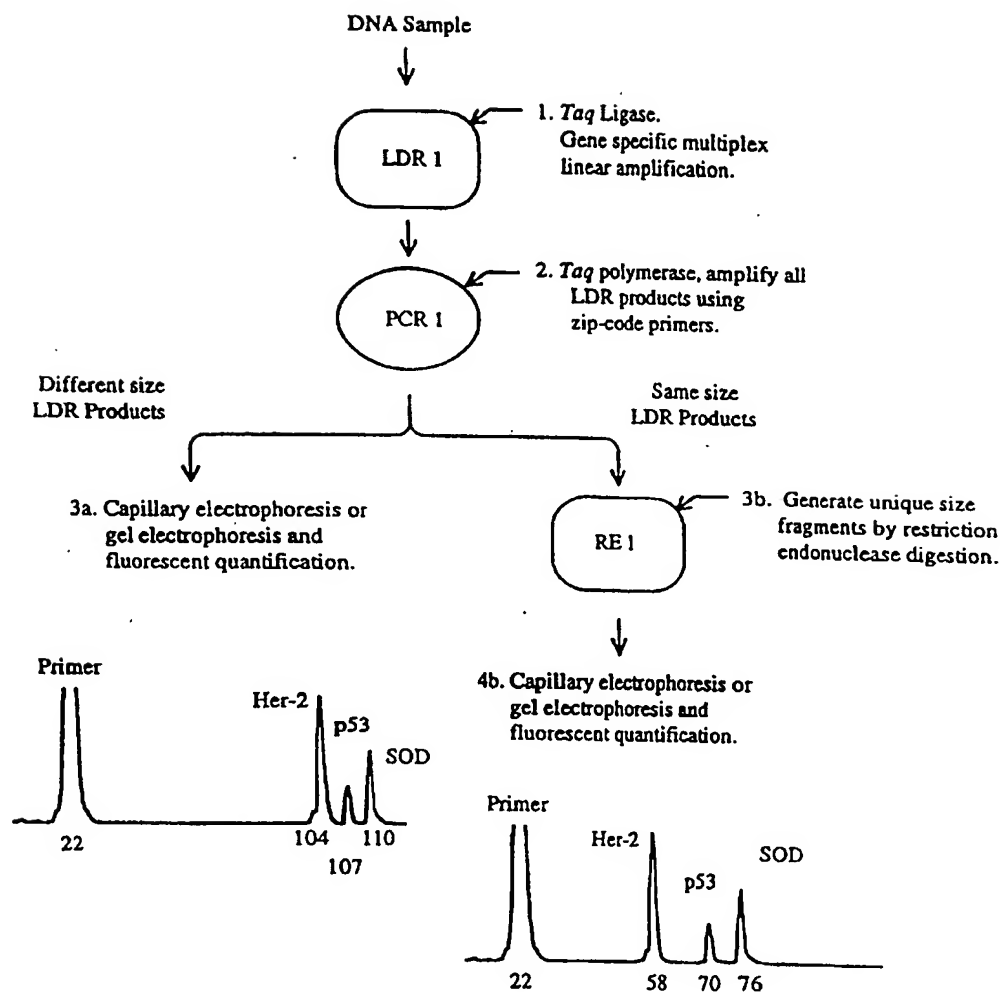 DNA Sample
1. Taq Ligase.
Gene specific multiplex
linear amplification.
LDR 1
2. Taq polymerase, amplify all
LDR products using
zip-code primers.
PCR 1
Different size
LDR Products
Same size
LDR Products
3a. Capillary electrophoresis or
gel electrophoresis and
fluorescent quantification.
RE 1
3b. Generate unique size
fragments by restriction
endonuclease digestion.
4b. Capillary electrophoresis or
gel electrophoresis and
fluorescent quantification.
Primer
Her-2
p53
SOD
22
104
107
110
Primer
Her-2
p53
SOD
22
58
70
76